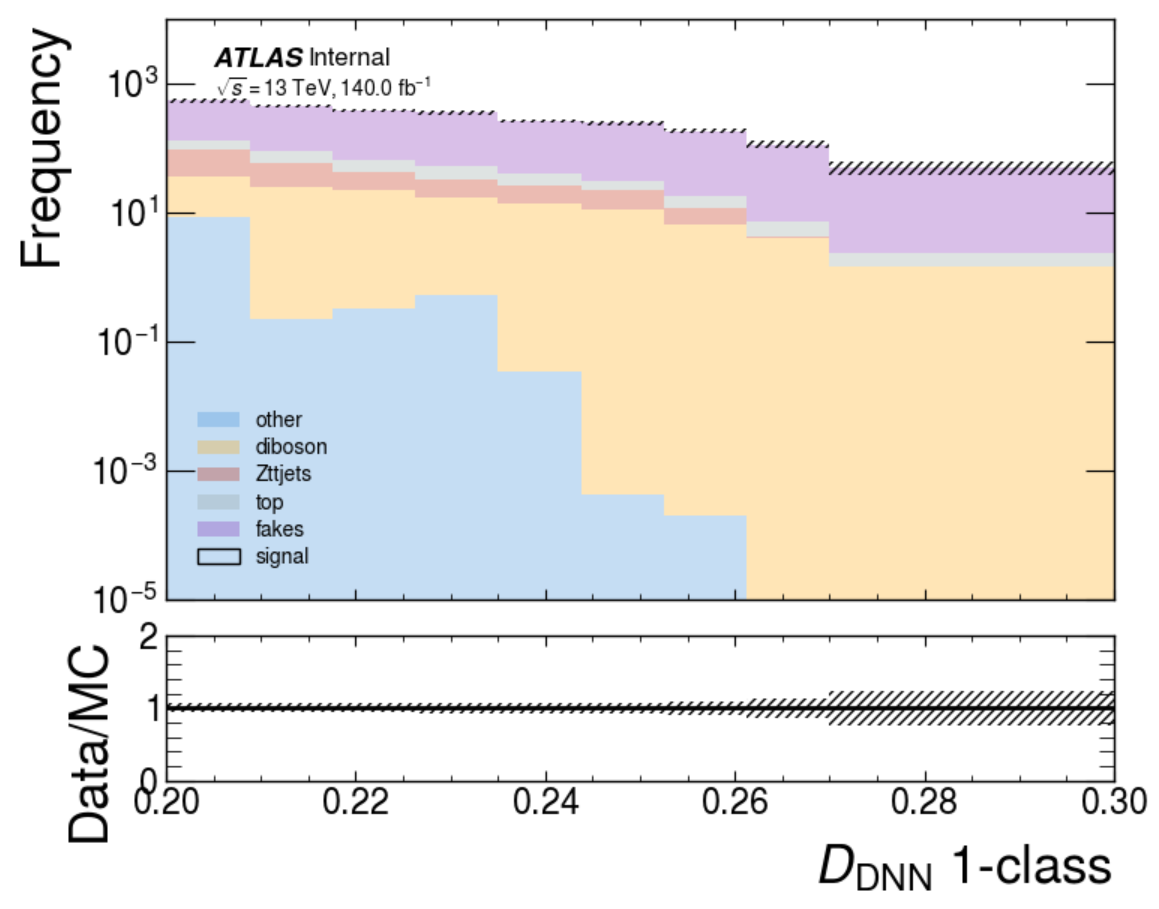 Frequency
ATLAS Internal
√s = 13 TeV, 140.0 fb⁻¹
10³
10¹
10⁻¹
10⁻³
10⁻⁵
other
diboson
Zttjets
top
fakes
signal
Data/MC
2
1
0
0.20 0.22 0.24 0.26 0.28 0.30
D_DNN 1-class